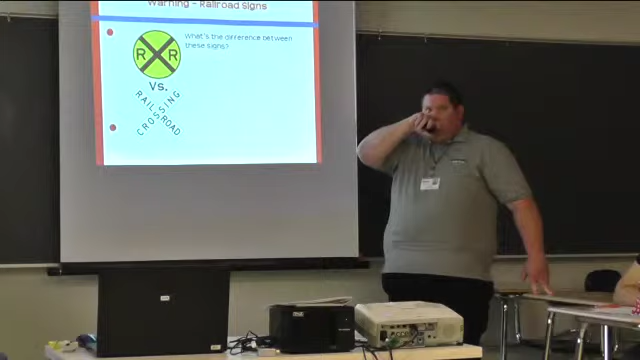 Warning - Railroad Signs
What's the difference between
these signs?
R R
Vs.
RAILROAD
CROSSING